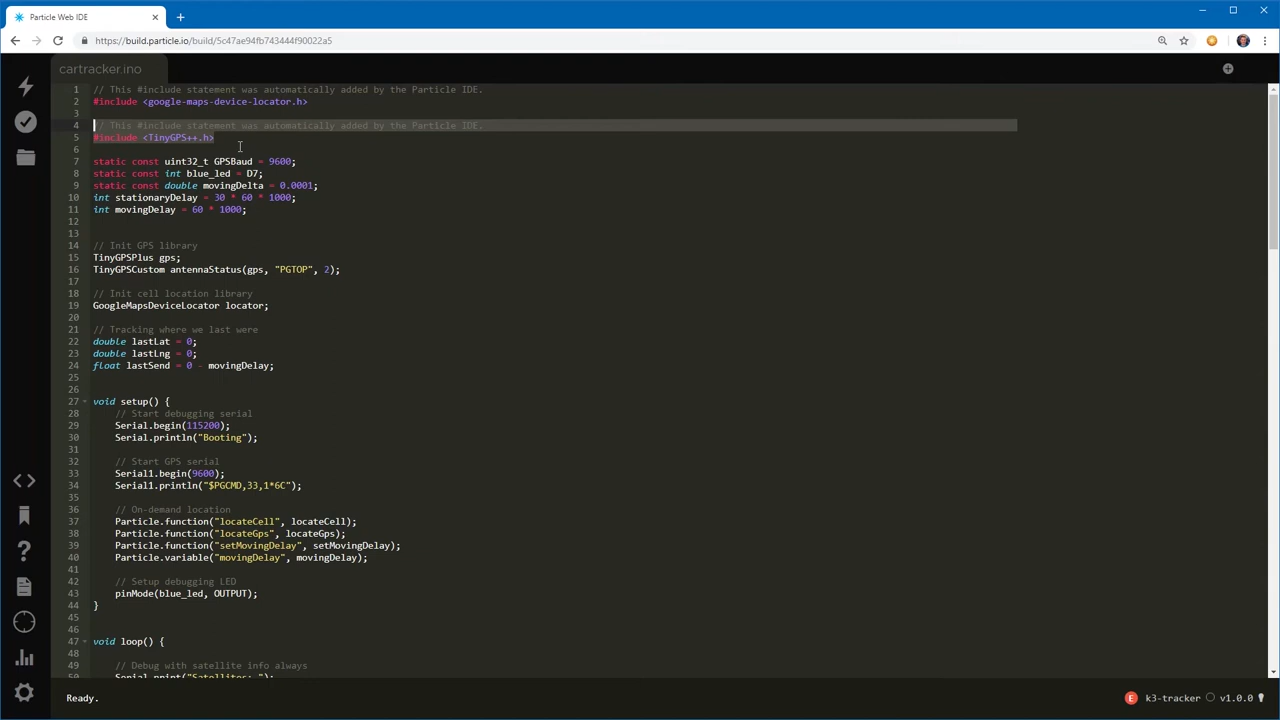 Particle Web IDE
https://build.particle.io/build/5c47ae94fb743444f90022a5
cartracker.ino
1 // This #include statement was automatically added by the Particle IDE.
2 #include <google-maps-device-locator.h>
3
4 // This #include statement was automatically added by the Particle IDE.
5 #include <TinyGPS++.h>
6
7 static const uint32_t GPSBaud = 9600;
8 static const int blue_led = D7;
9 static const double movingDelta = 0.0001;
10 int stationaryDelay = 30 * 60 * 1000;
11 int movingDelay = 60 * 1000;
12
13
14 // Init GPS library
15 TinyGPSPlus gps;
16 TinyGPSCustom antennaStatus(gps, "PGTOP", 2);
17
18 // Init cell location library
19 GoogleMapsDeviceLocator locator;
20
21 // Tracking where we last were
22 double lastLat = 0;
23 double lastLng = 0;
24 float lastSend = 0 - movingDelay;
25
26
27 void setup() {
28 // Start debugging serial
29 Serial.begin(115200);
30 Serial.println("Booting");
31
32 // Start GPS serial
33 Serial1.begin(9600);
34 Serial1.println("$PGCMD,33,1*6C");
35
36 // On-demand location
37 Particle.function("locateCell", locateCell);
38 Particle.function("locateGps", locateGps);
39 Particle.function("setMovingDelay", setMovingDelay);
40 Particle.variable("movingDelay", movingDelay);
41
42 // Setup debugging LED
43 pinMode(blue_led, OUTPUT);
44 }
45
46
47 void loop() {
48
49 // Debug with satellite info always
50 Serial.print("Satellites: ");
Ready.
E k3-tracker v1.0.0